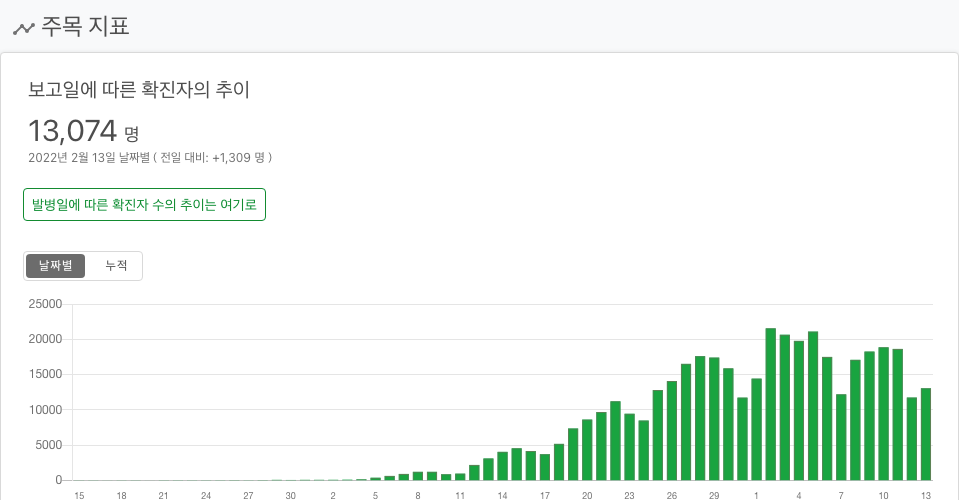 주목 지표
보고일에 따른 확진자의 추이
13,074 명
2022년 2월 13일 날짜별 ( 전일 대비: +1,309 명 )
발병일에 따른 확진자 수의 추이는 여기로
날짜별 누적
25000
20000
15000
10000
5000
0
15 18 21 24 27 30 2 5 8 11 14 17 20 23 26 29 1 4 7 10 13